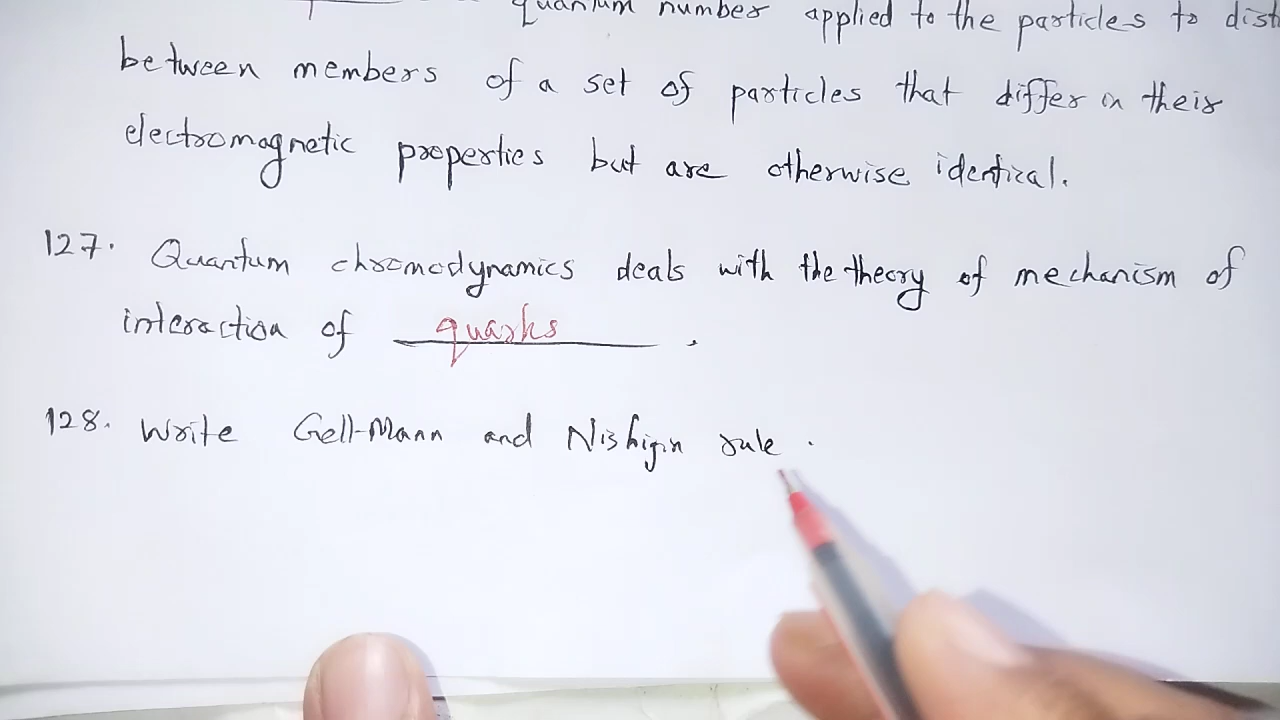 quantum number applied to the particles to dist
between members of a set of particles that differ in their
electromagnetic properties but are otherwise identical.
127. Quantum chromodynamics deals with the theory of mechanism of
interaction of quarks .
128. Write Gell-Mann and Nishigin rule .